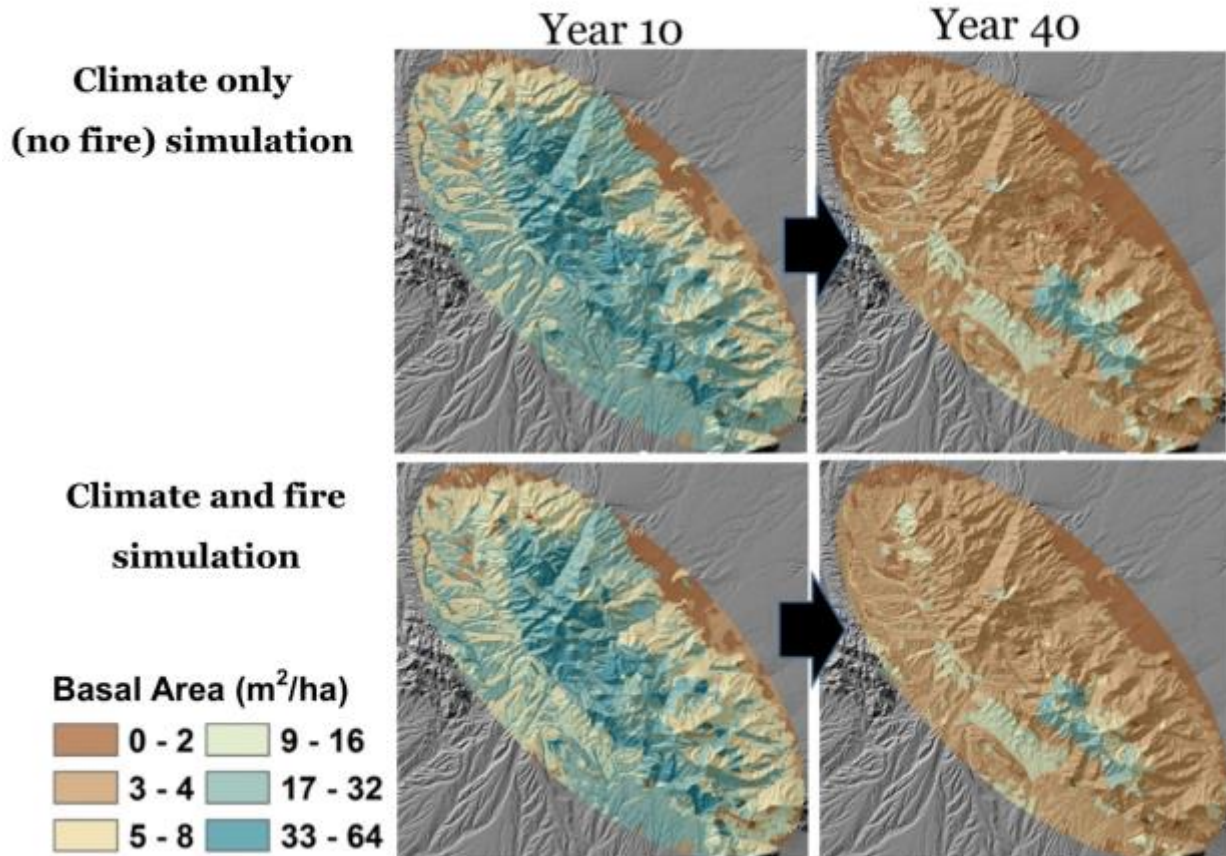 Year 10
Year 40
Climate only
(no fire) simulation
Climate and fire
simulation
Basal Area (m²/ha)
0 - 2
9 - 16
3 - 4
17 - 32
5 - 8
33 - 64